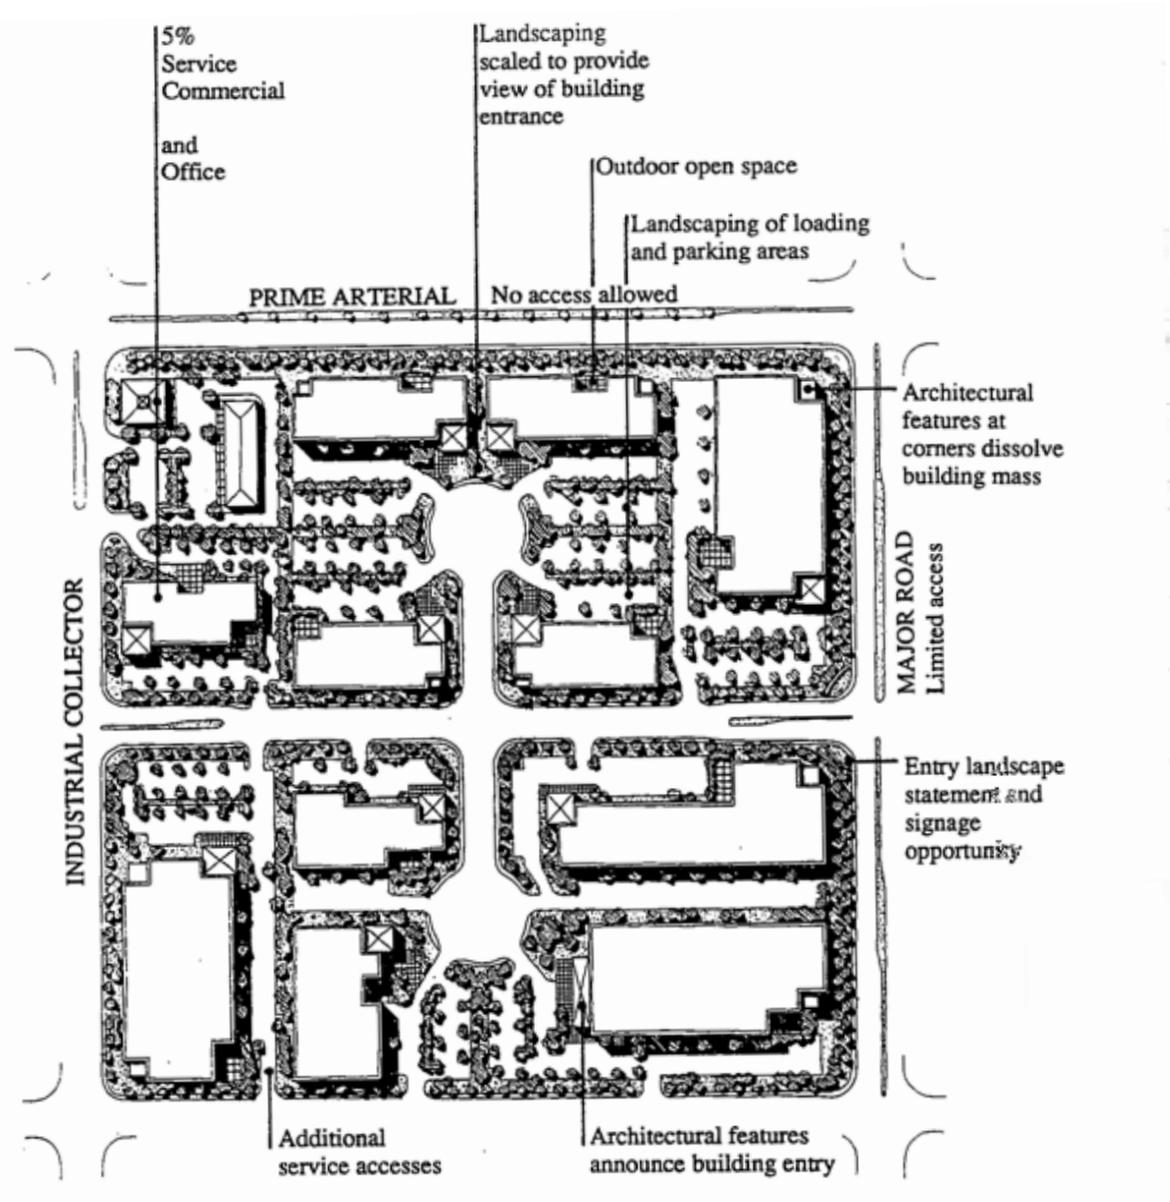 5%
Service
Commercial
and
Office
Landscaping
scaled to provide
view of building
entrance
Outdoor open space
Landscaping of loading
and parking areas
PRIME ARTERIAL
No access allowed
Architectural
features at
corners dissolve
building mass
INDUSTRIAL COLLECTOR
MAJOR ROAD
Limited access
Entry landscape
statement and
signage
opportunity
Additional
service accesses
Architectural features
announce building entry